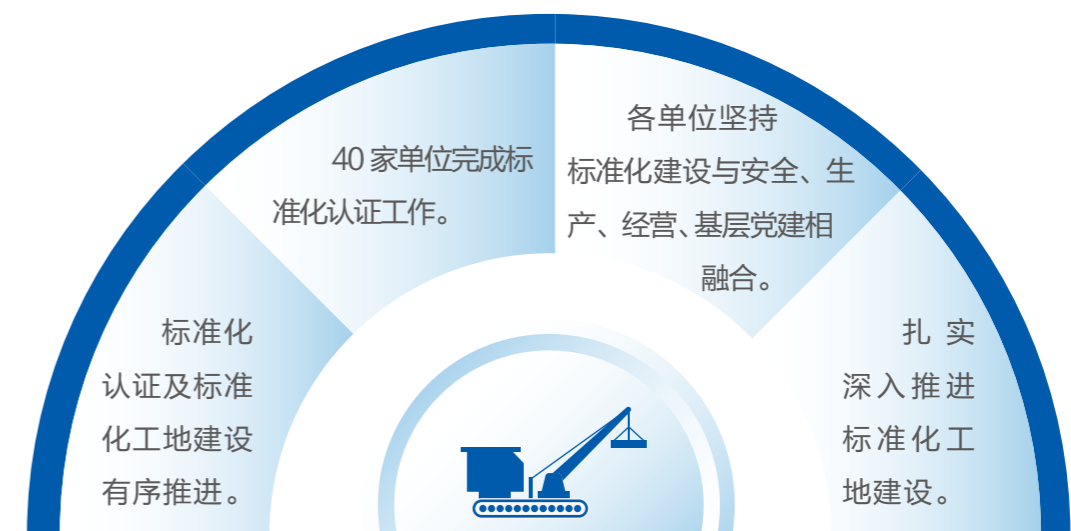 标准化
认证及标准
化工地建设
有序推进。
40 家单位完成标
准化认证工作。
各单位坚持
标准化建设与安全、生
产、经营、基层党建相
融合。
扎实
深入推进
标准化工
地建设。